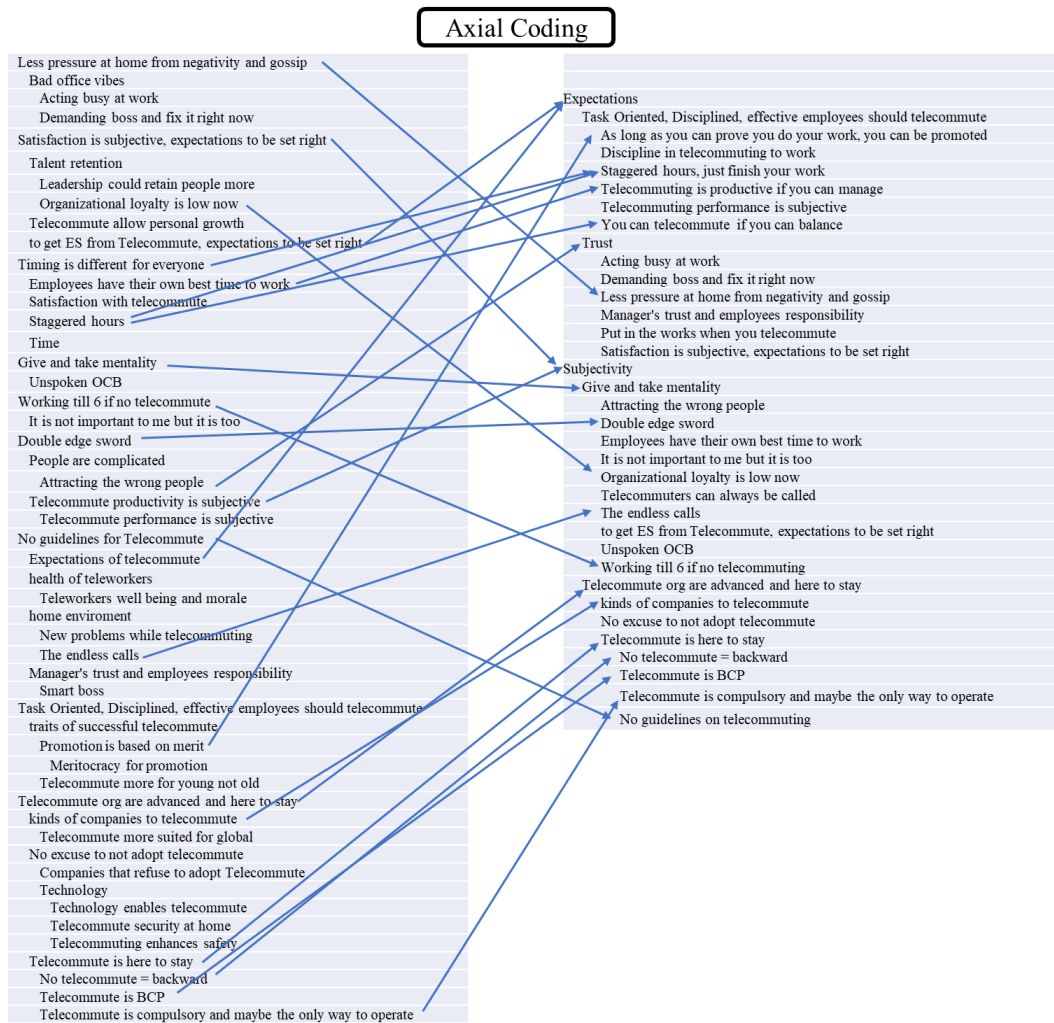 Axial Coding
Less pressure at home from negativity and gossip
Bad office vibes
Acting busy at work
Demanding boss and fix it right now
Satisfaction is subjective, expectations to be set right
Talent retention
Leadership could retain people more
Organizational loyalty is low now
Telecommute allow personal growth
to get ES from Telecommute, expectations to be set right
Timing is different for everyone
Employees have their own best time to work
Satisfaction with telecommute
Staggered hours
Time
Give and take mentality
Unspoken OCB
Working till 6 if no telecommute
It is not important to me but it is too
Double edge sword
People are complicated
Attracting the wrong people
Telecommute productivity is subjective
Telecommute performance is subjective
No guidelines for Telecommute
Expectations of telecommute
health of teleworkers
Teleworkers well being and morale
home enviroment
New problems while telecommuting
The endless calls
Manager's trust and employees responsibility
Smart boss
Task Oriented, Disciplined, effective employees should telecommute
traits of successful telecommute
Promotion is based on merit
Meritocracy for promotion
Telecommute more for young not old
Telecommute org are advanced and here to stay
kinds of companies to telecommute
Telecommute more suited for global
No excuse to not adopt telecommute
Companies that refuse to adopt Telecommute
Technology
Technology enables telecommute
Telecommute security at home
Telecommuting enhances safety
Telecommute is here to stay
No telecommute = backward
Telecommute is BCP
Telecommute is compulsory and maybe the only way to operate
Expectations
Task Oriented, Disciplined, effective employees should telecommute
As long as you can prove you do your work, you can be promoted
Discipline in telecommuting to work
Staggered hours, just finish your work
Telecommuting is productive if you can manage
Telecommuting performance is subjective
You can telecommute if you can balance
Trust
Acting busy at work
Demanding boss and fix it right now
Less pressure at home from negativity and gossip
Manager's trust and employees responsibility
Put in the works when you telecommute
Satisfaction is subjective, expectations to be set right
Subjectivity
Give and take mentality
Attracting the wrong people
Double edge sword
Employees have their own best time to work
It is not important to me but it is too
Organizational loyalty is low now
Telecommuters can always be called
The endless calls
to get ES from Telecommute, expectations to be set right
Unspoken OCB
Working till 6 if no telecommuting
Telecommute org are advanced and here to stay
kinds of companies to telecommute
No excuse to not adopt telecommute
Telecommute is here to stay
No telecommute = backward
Telecommute is BCP
Telecommute is compulsory and maybe the only way to operate
No guidelines on telecommuting